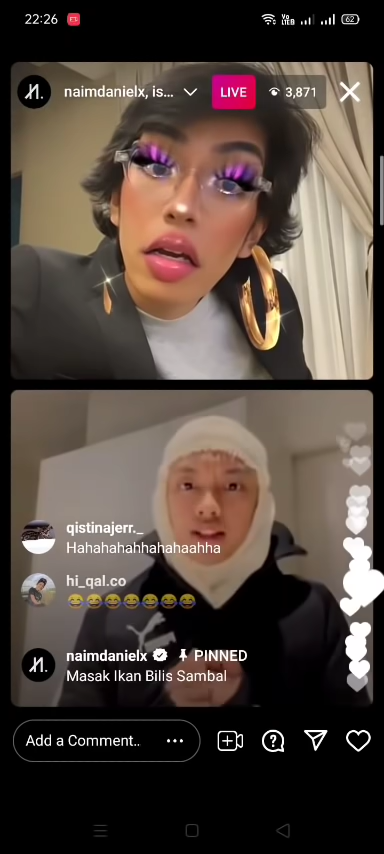 22:26
62
naimdanielx, is...
LIVE
3,871
qistinajerr._
Hahahahahhahahaahha
hi_qal.co
😂😂😂😂😂😂😂
naimdanielx PINNED
Masak Ikan Bilis Sambal
Add a Comment..